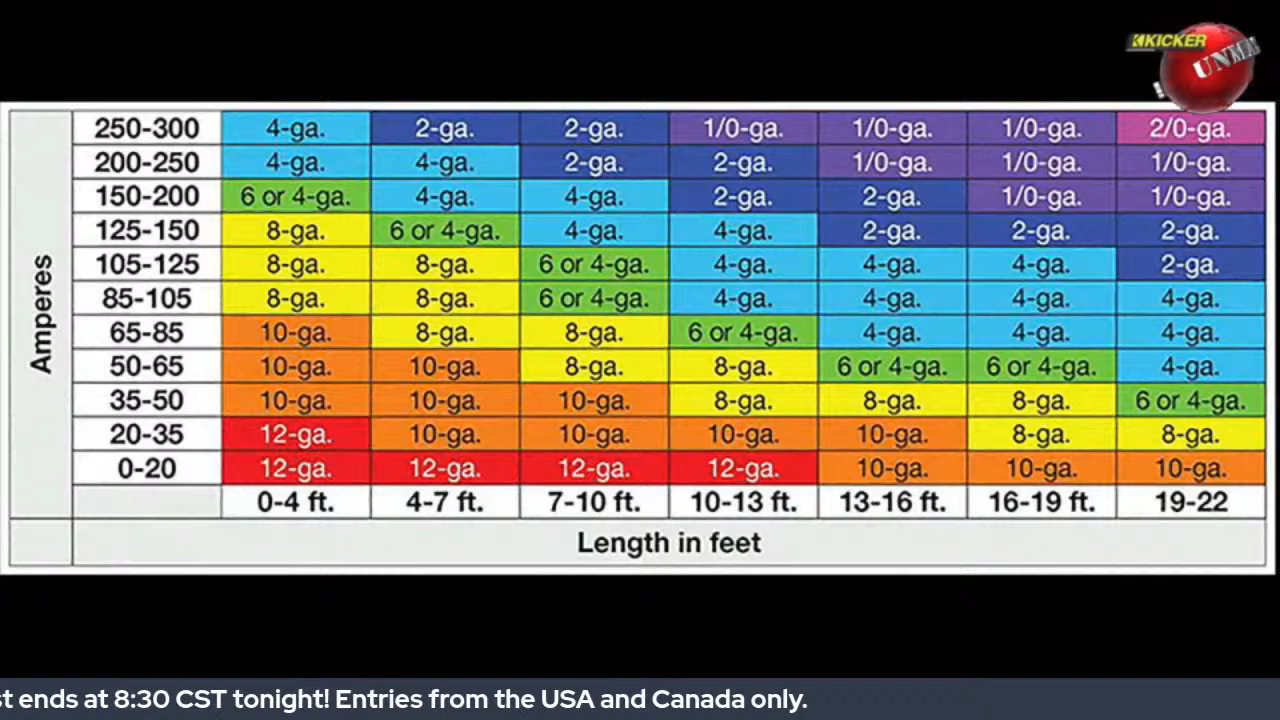 KICKER
250-300 4-ga. 2-ga. 2-ga. 1/0-ga. 1/0-ga. 1/0-ga. 2/0-ga.
200-250 4-ga. 4-ga. 2-ga. 2-ga. 1/0-ga. 1/0-ga. 1/0-ga.
150-200 6 or 4-ga. 4-ga. 4-ga. 2-ga. 2-ga. 1/0-ga. 1/0-ga.
125-150 8-ga. 6 or 4-ga. 4-ga. 4-ga. 2-ga. 2-ga. 2-ga.
105-125 8-ga. 8-ga. 6 or 4-ga. 4-ga. 4-ga. 4-ga. 2-ga.
85-105 8-ga. 8-ga. 6 or 4-ga. 4-ga. 4-ga. 4-ga. 4-ga.
65-85 10-ga. 8-ga. 8-ga. 6 or 4-ga. 4-ga. 4-ga. 4-ga.
50-65 10-ga. 10-ga. 8-ga. 8-ga. 6 or 4-ga. 6 or 4-ga. 4-ga.
35-50 10-ga. 10-ga. 10-ga. 8-ga. 8-ga. 8-ga. 6 or 4-ga.
20-35 12-ga. 10-ga. 10-ga. 10-ga. 10-ga. 8-ga. 8-ga.
0-20 12-ga. 12-ga. 12-ga. 12-ga. 10-ga. 10-ga. 10-ga.
0-4 ft. 4-7 ft. 7-10 ft. 10-13 ft. 13-16 ft. 16-19 ft. 19-22
Amperes
Length in feet
ends at 8:30 CST tonight! Entries from the USA and Canada only.